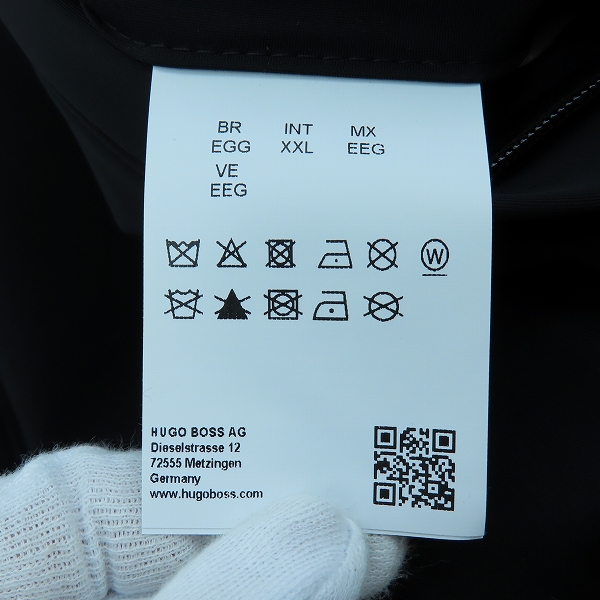 BR INT MX
EGG XXL EEG
VE
EEG
W
HUGO BOSS AG
Dieselstrasse 12
72555 Metzingen
Germany
www.hugoboss.com